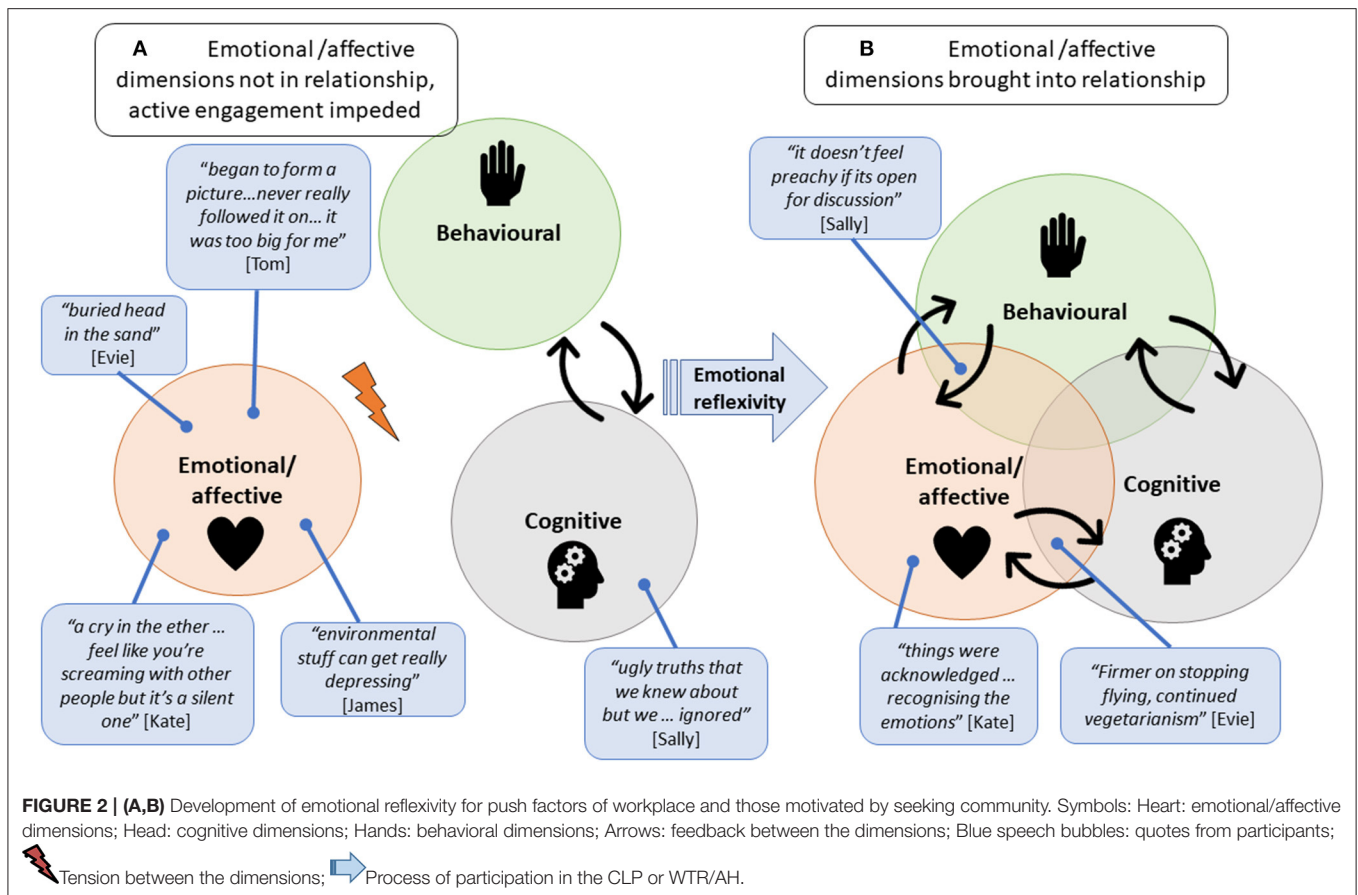 A Emotional/affective
dimensions not in relationship,
active engagement impeded
"began to form a
picture...never really
followed it on... it
was too big for me"
[Tom]
"buried head
in the sand"
[Evie]
Behavioural
Emotional/
affective
Cognitive
"a cry in the ether ...
feel like you're
screaming with other
people but it's a silent
one" [Kate]
"environmental
stuff can get really
depressing"
[James]
"ugly truths that
we knew about
but we ... ignored"
[Sally]
Emotional
reflexivity
B Emotional/affective
dimensions brought into relationship
"it doesn't feel
preachy if its open
for discussion"
[Sally]
Behavioural
Emotional/
affective
Cognitive
"things were
acknowledged ...
recognising the
emotions" [Kate]
"Firmer on stopping
flying, continued
vegetarianism" [Evie]
FIGURE 2 | (A,B) Development of emotional reflexivity for push factors of workplace and those motivated by seeking community. Symbols: Heart: emotional/affective
dimensions; Head: cognitive dimensions; Hands: behavioral dimensions; Arrows: feedback between the dimensions; Blue speech bubbles: quotes from participants;
Tension between the dimensions; Process of participation in the CLP or WTR/AH.